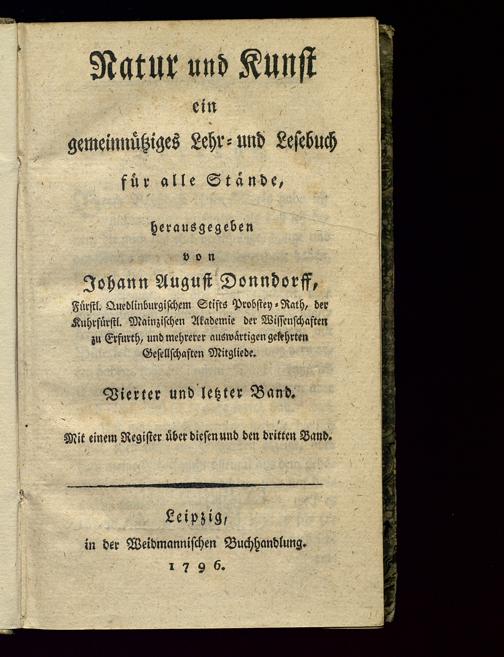 Natur und Kunst
ein
gemeinnütziges Lehr- und Lesebuch
für alle Stände,
herausgegeben
von
Johann August Donndorff,
Fürstl. Quedlinburgischem Stifts Probstey-Rath, der
Kuhrfürstl. Mainzischen Akademie der Wissenschaften
zu Erfurth, und mehrerer auswärtigen gelehrten
Gesellschaften Mitgliede.
Vierter und letzter Band.
Mit einem Register über diesen und den dritten Band.
Leipzig,
in der Weidmannischen Buchhandlung.
1796.